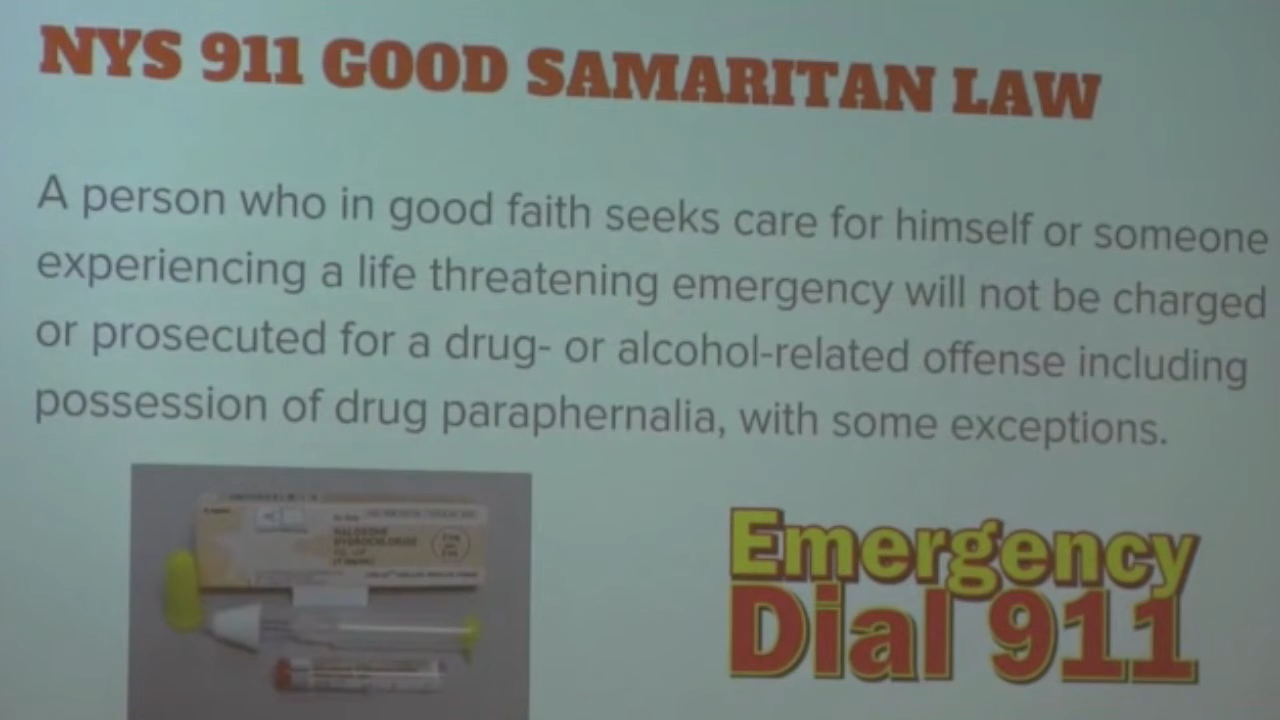 NYS 911 GOOD SAMARITAN LAW
A person who in good faith seeks care for himself or someone
experiencing a life threatening emergency will not be charged
or prosecuted for a drug- or alcohol-related offense including
possession of drug paraphernalia, with some exceptions.
NALOXONE
HYDROCHLORIDE
Emergency
Dial 911